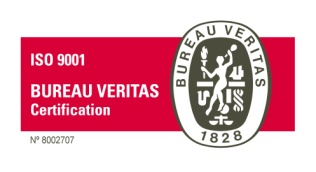 ISO 9001
BUREAU VERITAS
Certification
Nº 8002707
BUREAU VERITAS
1828